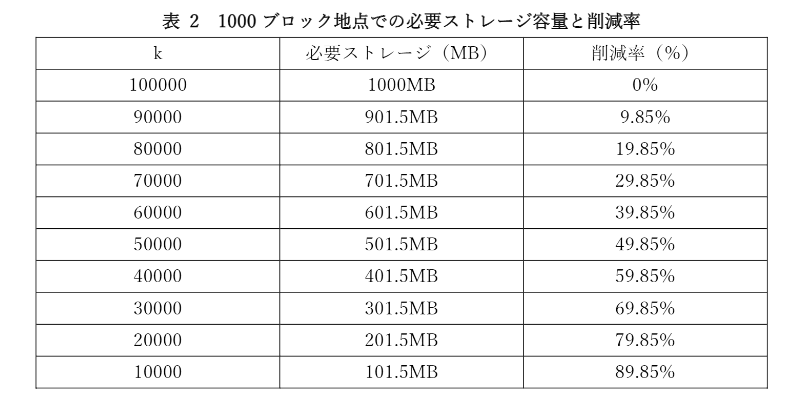 表 2　1000 ブロック地点での必要ストレージ容量と削減率
k 必要ストレージ（MB） 削減率（%）
100000 1000MB 0%
90000 901.5MB 9.85%
80000 801.5MB 19.85%
70000 701.5MB 29.85%
60000 601.5MB 39.85%
50000 501.5MB 49.85%
40000 401.5MB 59.85%
30000 301.5MB 69.85%
20000 201.5MB 79.85%
10000 101.5MB 89.85%